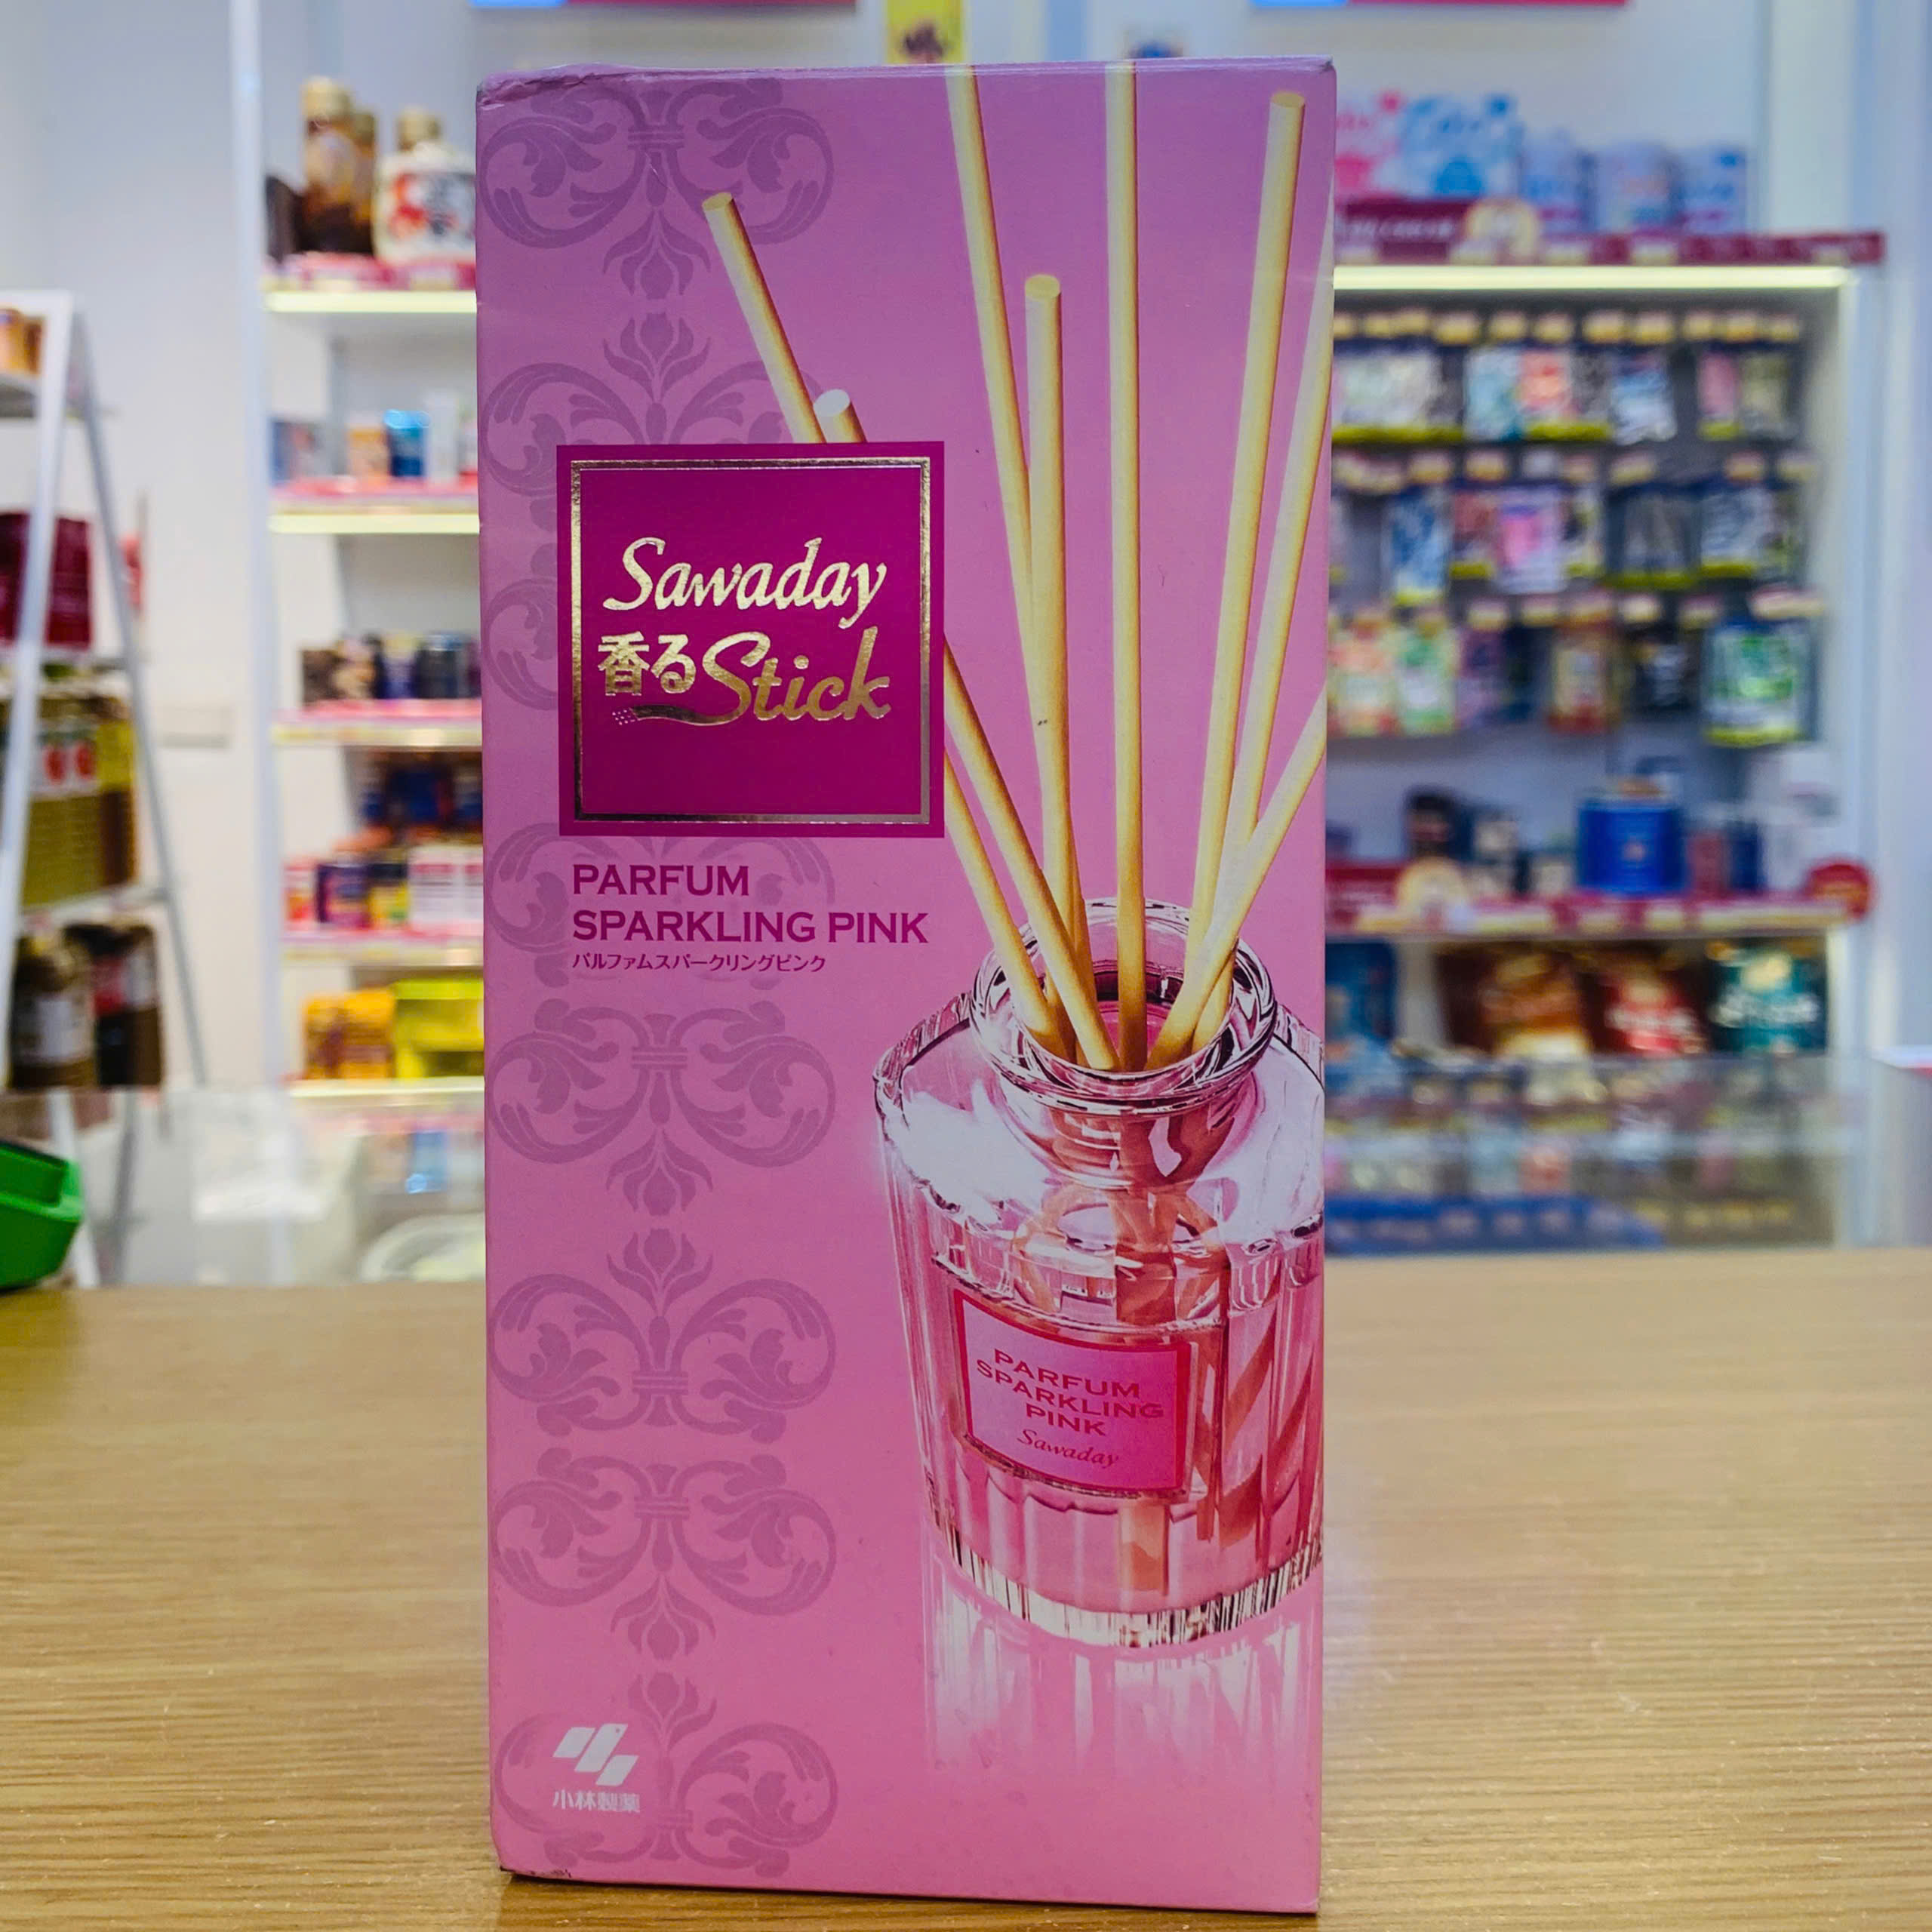 Sawaday
香るStick
PARFUM
SPARKLING PINK
パルファムスパークリングピンク
PARFUM
SPARKLING
PINK
Sawaday
小林製薬